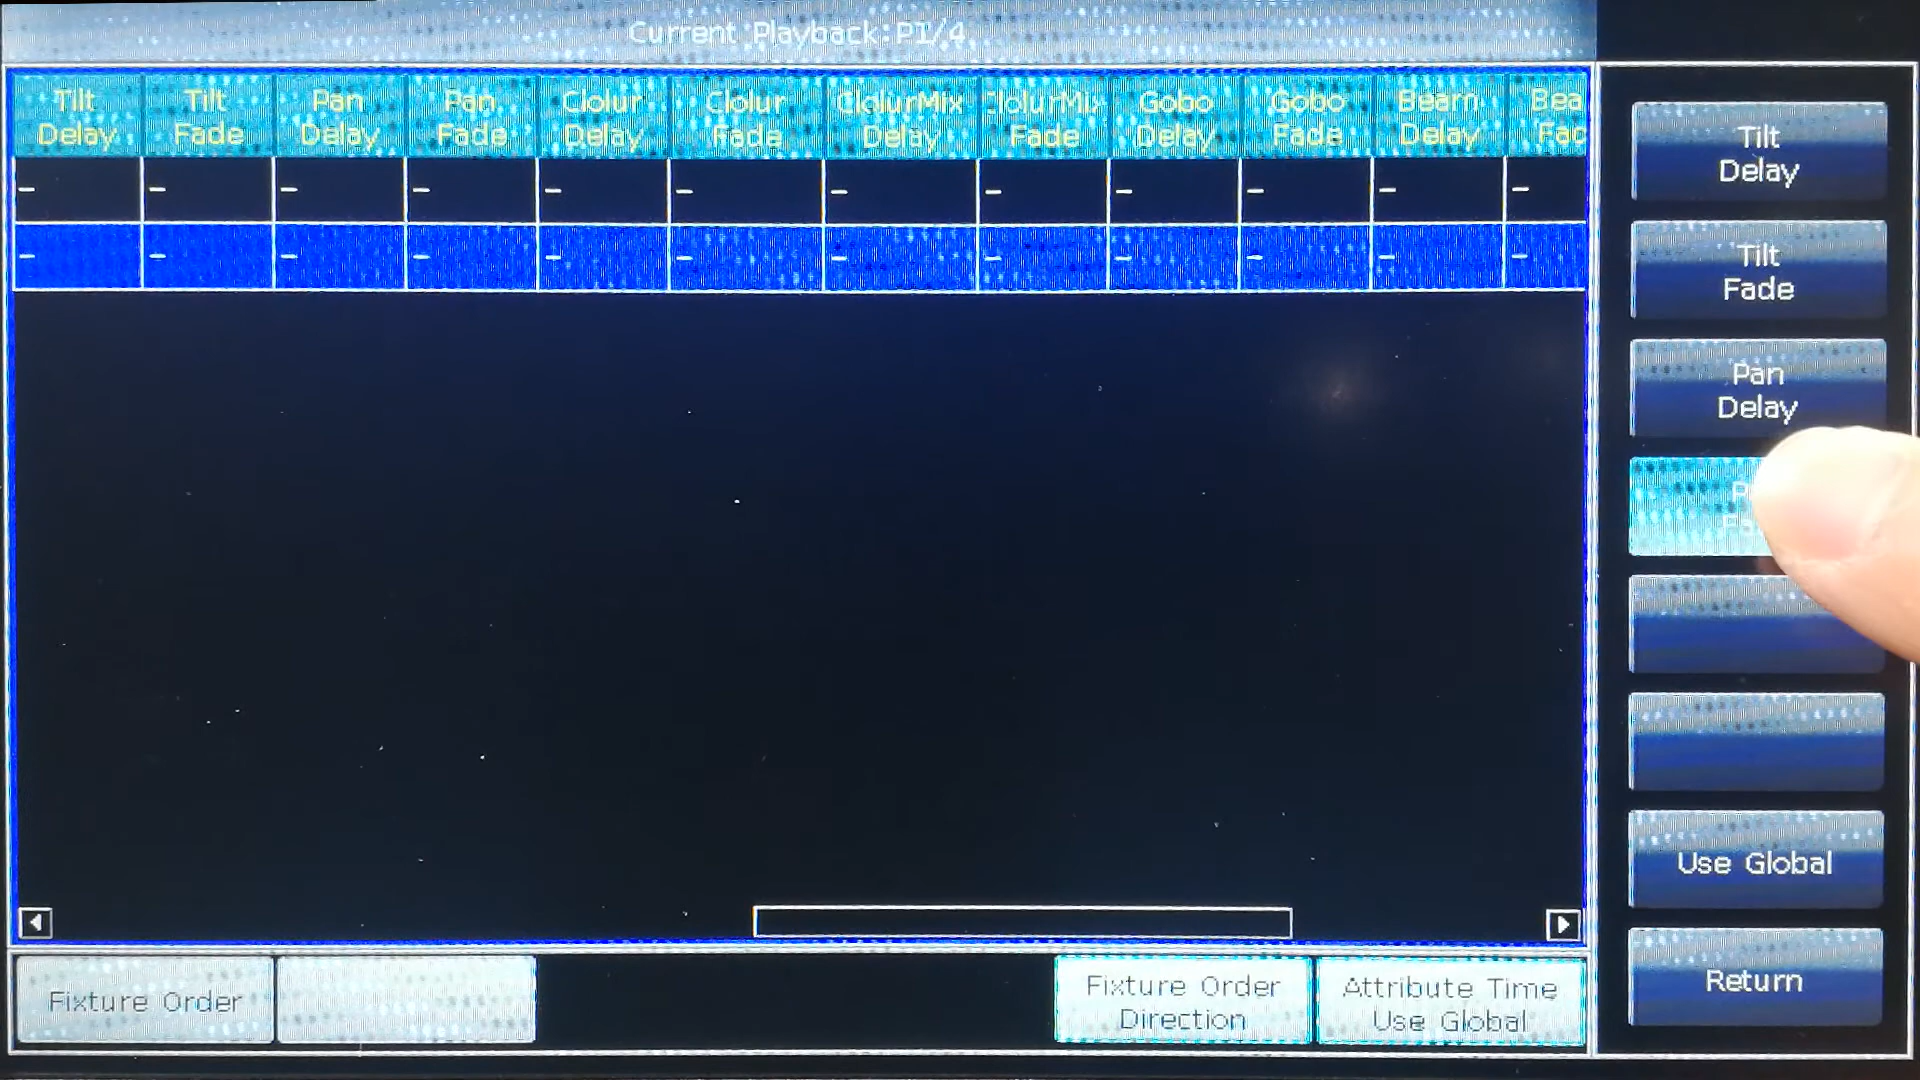 Current Playback:P1/4
Tilt Delay
Tilt Fade
Pan Delay
Pan Fade
Clolur Delay
Clolur Fade
ClolurMix Delay
Fade
Gobo Delay
Gobo Fade
Beam Delay
Tilt Delay
Tilt Fade
Pan Delay
Use Global
Return
Fixture Order
Fixture Order Direction
Attribute Time Use Global